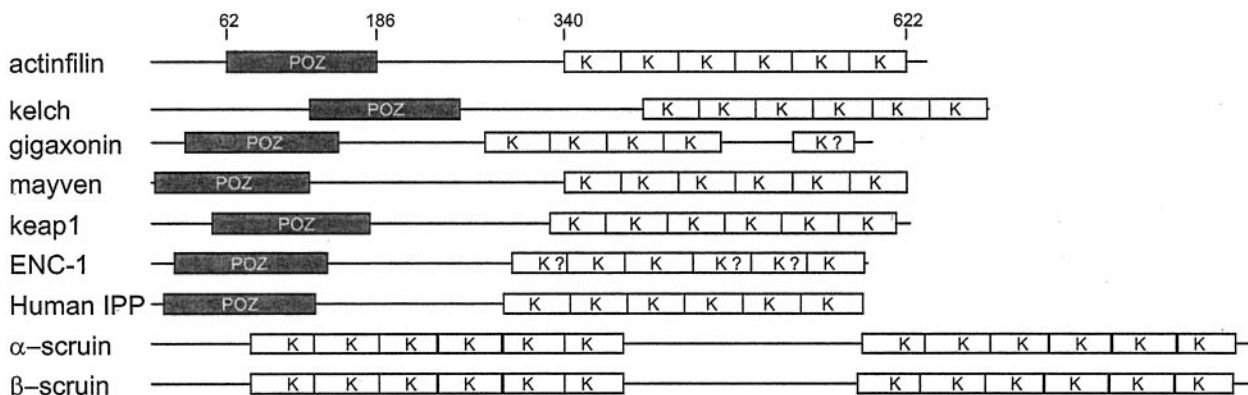 62 186 340 622
actinfilin POZ K K K K K K
kelch POZ K K K K K K
gigaxonin POZ K K K K K?
mayven POZ K K K K K K
keap1 POZ K K K K K K
ENC-1 POZ K? K K K? K? K
Human IPP POZ K K K K K K
α–scruin K K K K K K K K K K K K
β–scruin K K K K K K K K K K K K